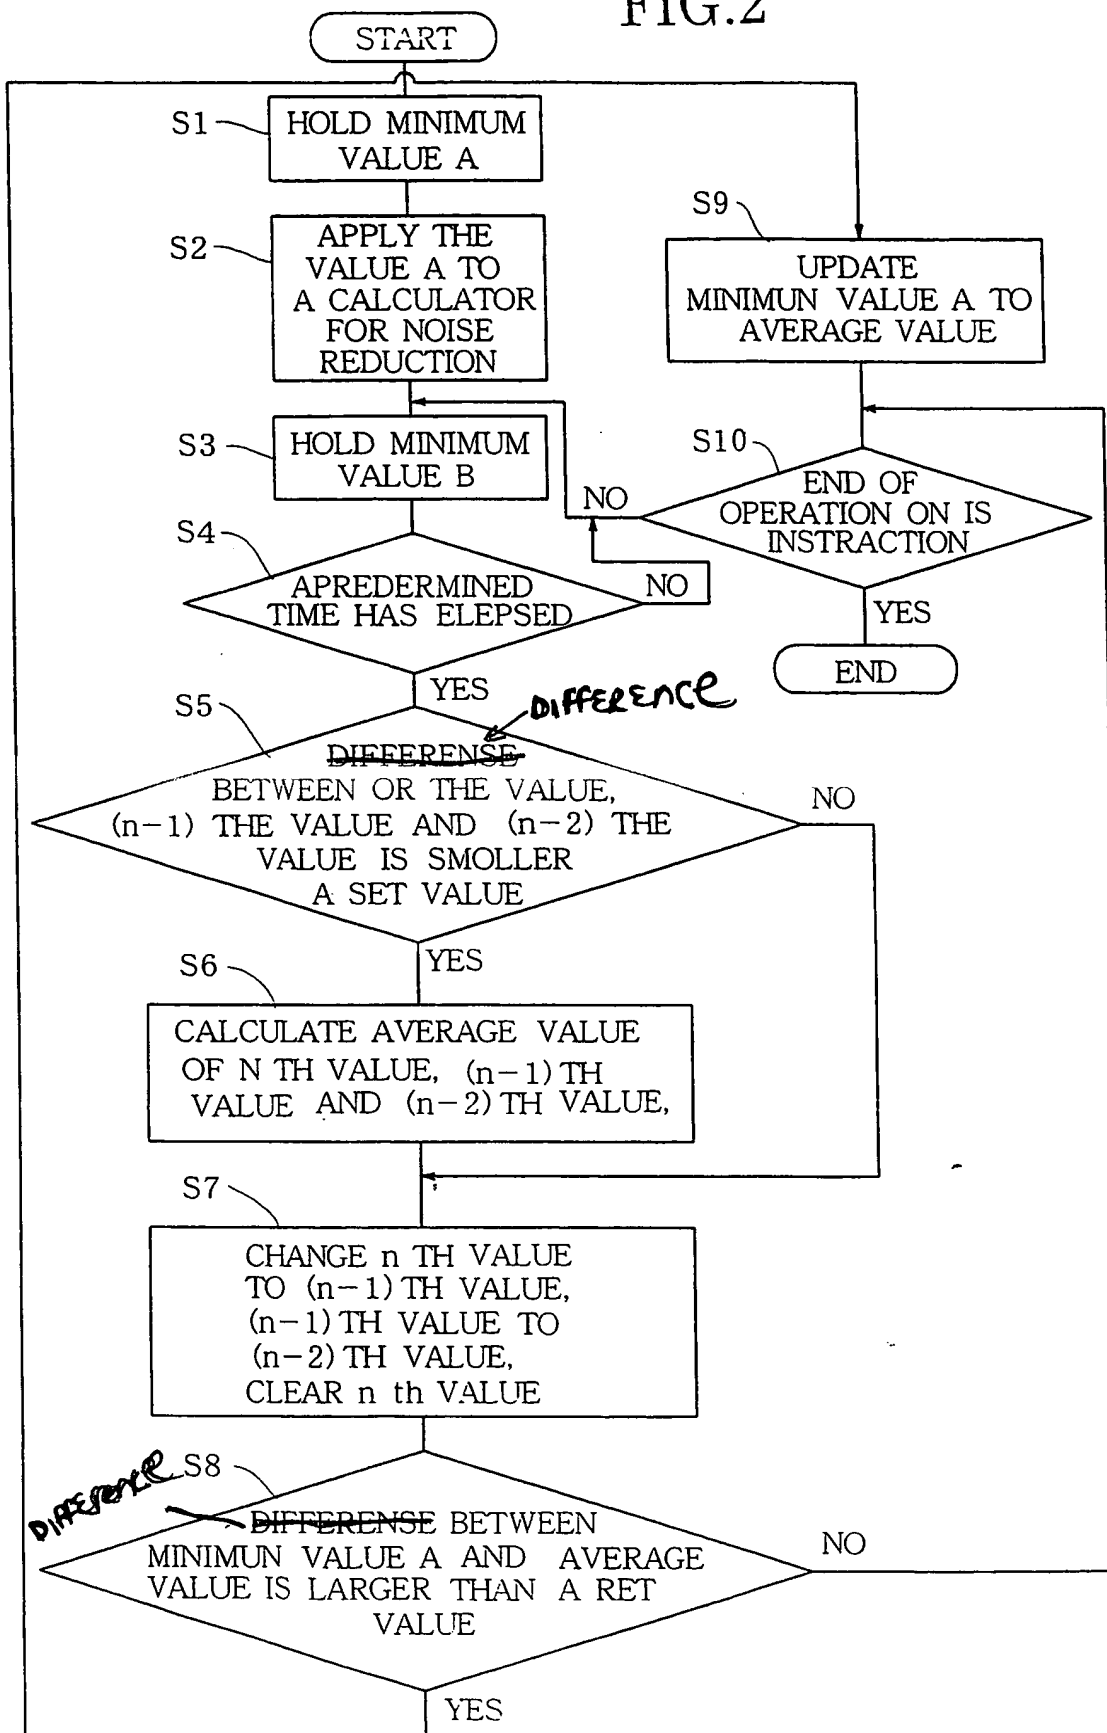 FIG.2
START
S1
HOLD MINIMUM
VALUE A
S2
APPLY THE
VALUE A TO
A CALCULATOR
FOR NOISE
REDUCTION
S3
HOLD MINIMUM
VALUE B
S4
APREDERMINED
TIME HAS ELEPSED
NO
YES
S5
DIFFERENCE
DIFFERENSE
BETWEEN OR THE VALUE,
(n-1) THE VALUE AND (n-2) THE
VALUE IS SMOLLER
A SET VALUE
NO
YES
S6
CALCULATE AVERAGE VALUE
OF N TH VALUE, (n-1) TH
VALUE AND (n-2) TH VALUE,
S7
CHANGE n TH VALUE
TO (n-1) TH VALUE,
(n-1) TH VALUE TO
(n-2) TH VALUE,
CLEAR n th VALUE
S8
DIFFERENCE
DIFFERENSE BETWEEN
MINIMUN VALUE A AND AVERAGE
VALUE IS LARGER THAN A RET
VALUE
NO
YES
S9
UPDATE
MINIMUN VALUE A TO
AVERAGE VALUE
S10
END OF
OPERATION ON IS
INSTRACTION
NO
YES
END